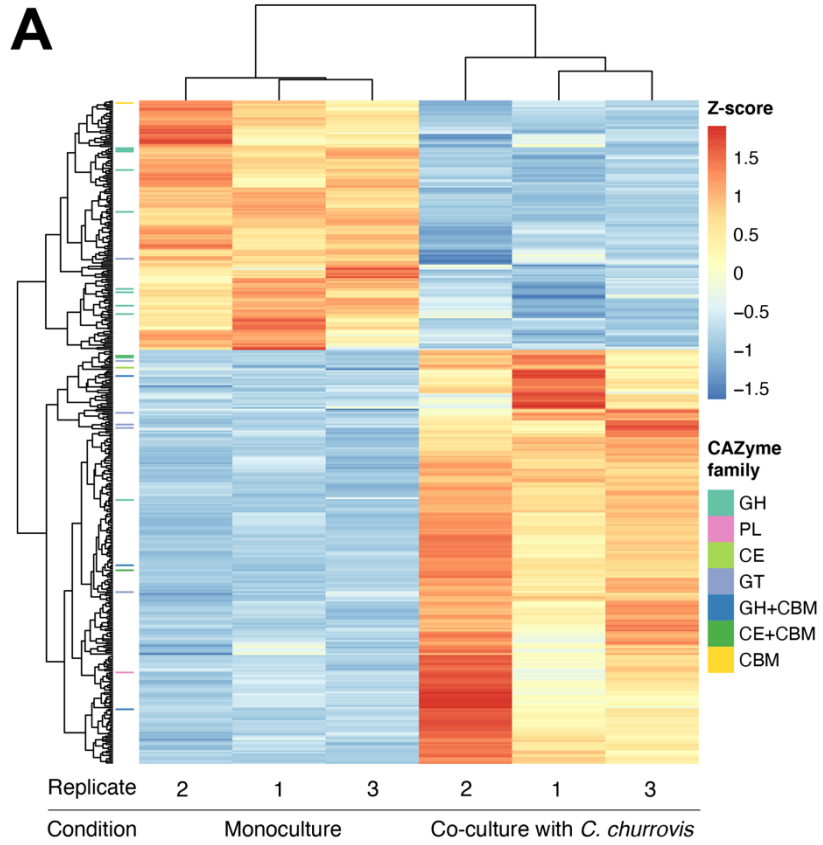 A
Z-score
1.5
1
0.5
0
−0.5
−1
−1.5
CAZyme
family
GH
PL
CE
GT
GH+CBM
CE+CBM
CBM
Replicate 2 1 3 2 1 3
Condition Monoculture Co-culture with C. churrovis